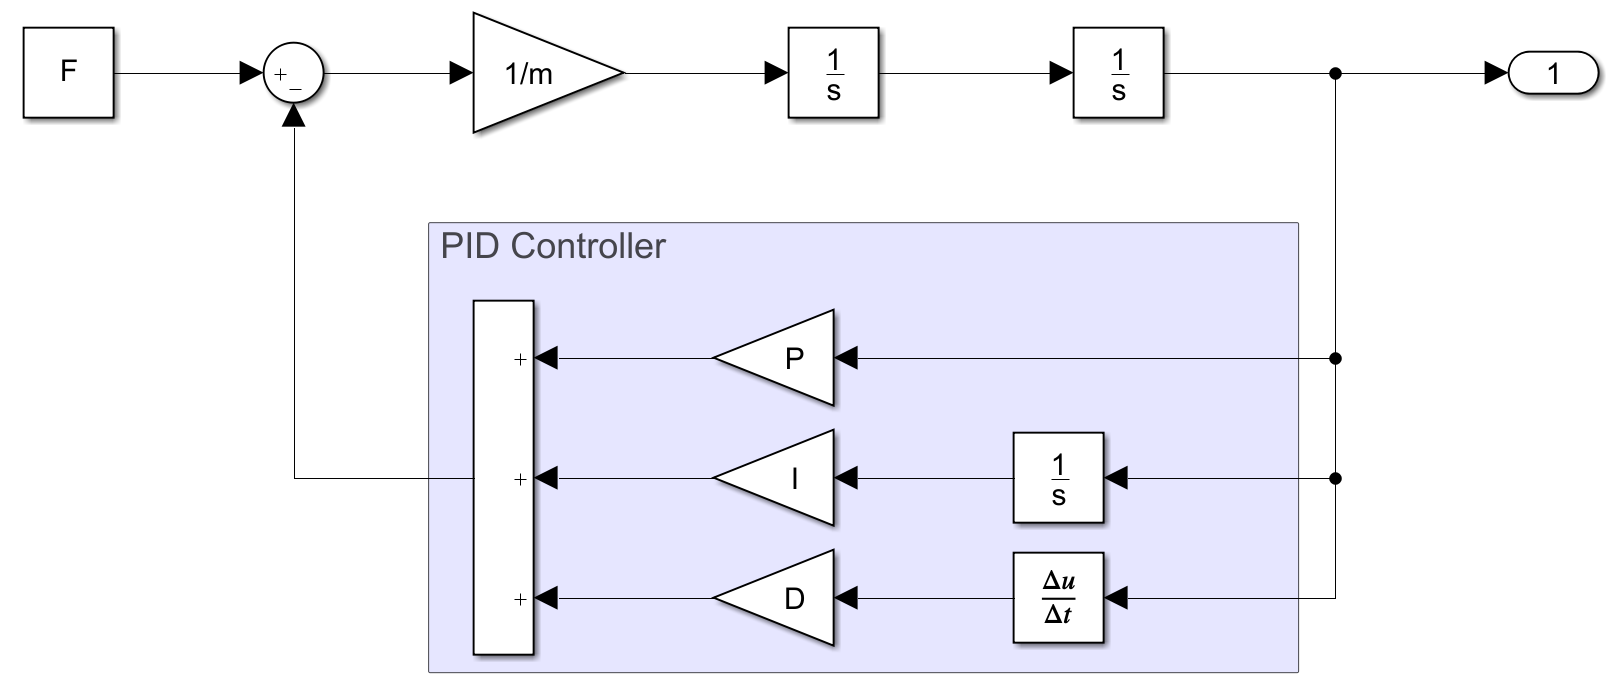 F
+
−
1/m
1
s
1
s
1
PID Controller
+
P
+
I
1
s
+
D
Δu
Δt